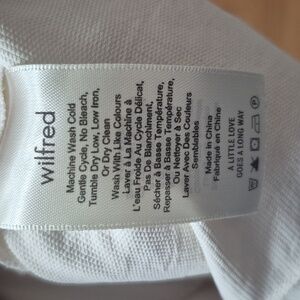 wilfred
Machine Wash Cold
Gentle Cycle, No Bleach,
Tumble Dry Low, Low Iron,
Or Dry Clean
Wash With Like Colours
Laver À La Machine À
L'eau Froide Au Cycle Délicat,
Pas De Blanchiment,
Sécher à Basse Température,
Repasser à Basse Température,
Ou Nettoyer à Sec
Laver Avec Des Couleurs
Semblables
Made in China
Fabriqué en Chine
A LITTLE LOVE
GOES A LONG WAY